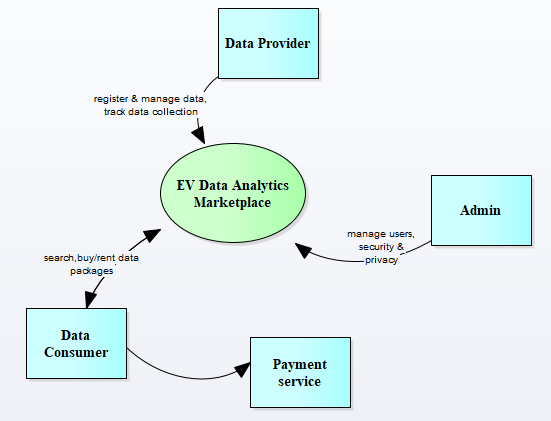 Data Provider
register & manage data,
track data collection
EV Data Analytics
Marketplace
Admin
manage users,
security &
privacy
search,buy/rent data
packages
Data
Consumer
Payment
service